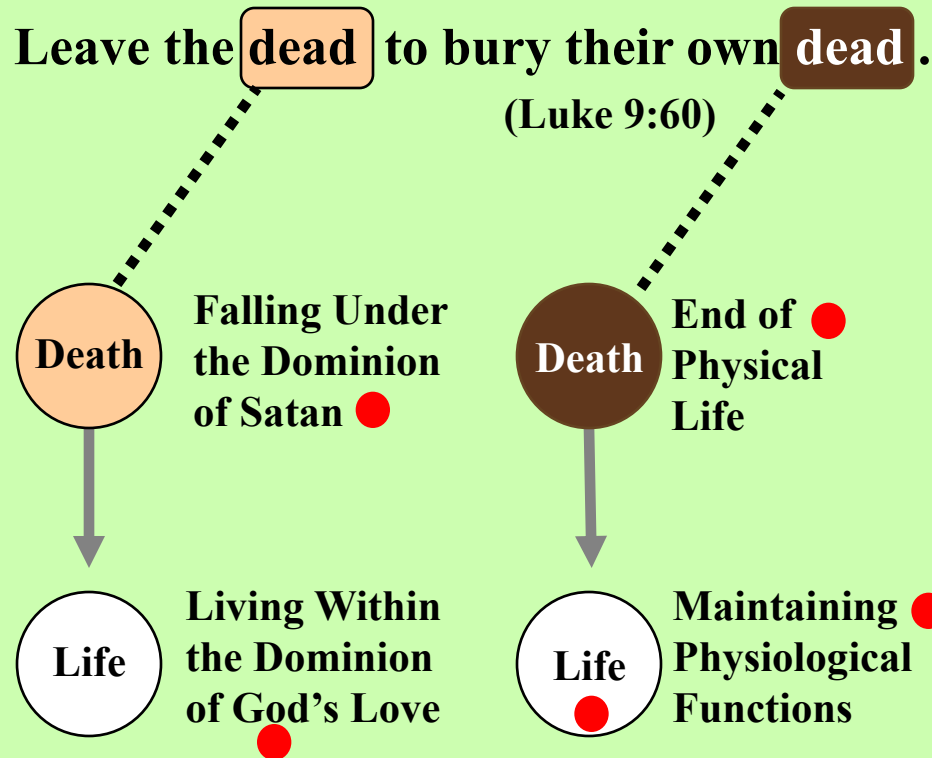 Leave the dead to bury their own dead .
(Luke 9:60)
Death
Falling Under
the Dominion
of Satan
Death
End of
Physical
Life
Life
Living Within
the Dominion
of God’s Love
Life
Maintaining
Physiological
Functions